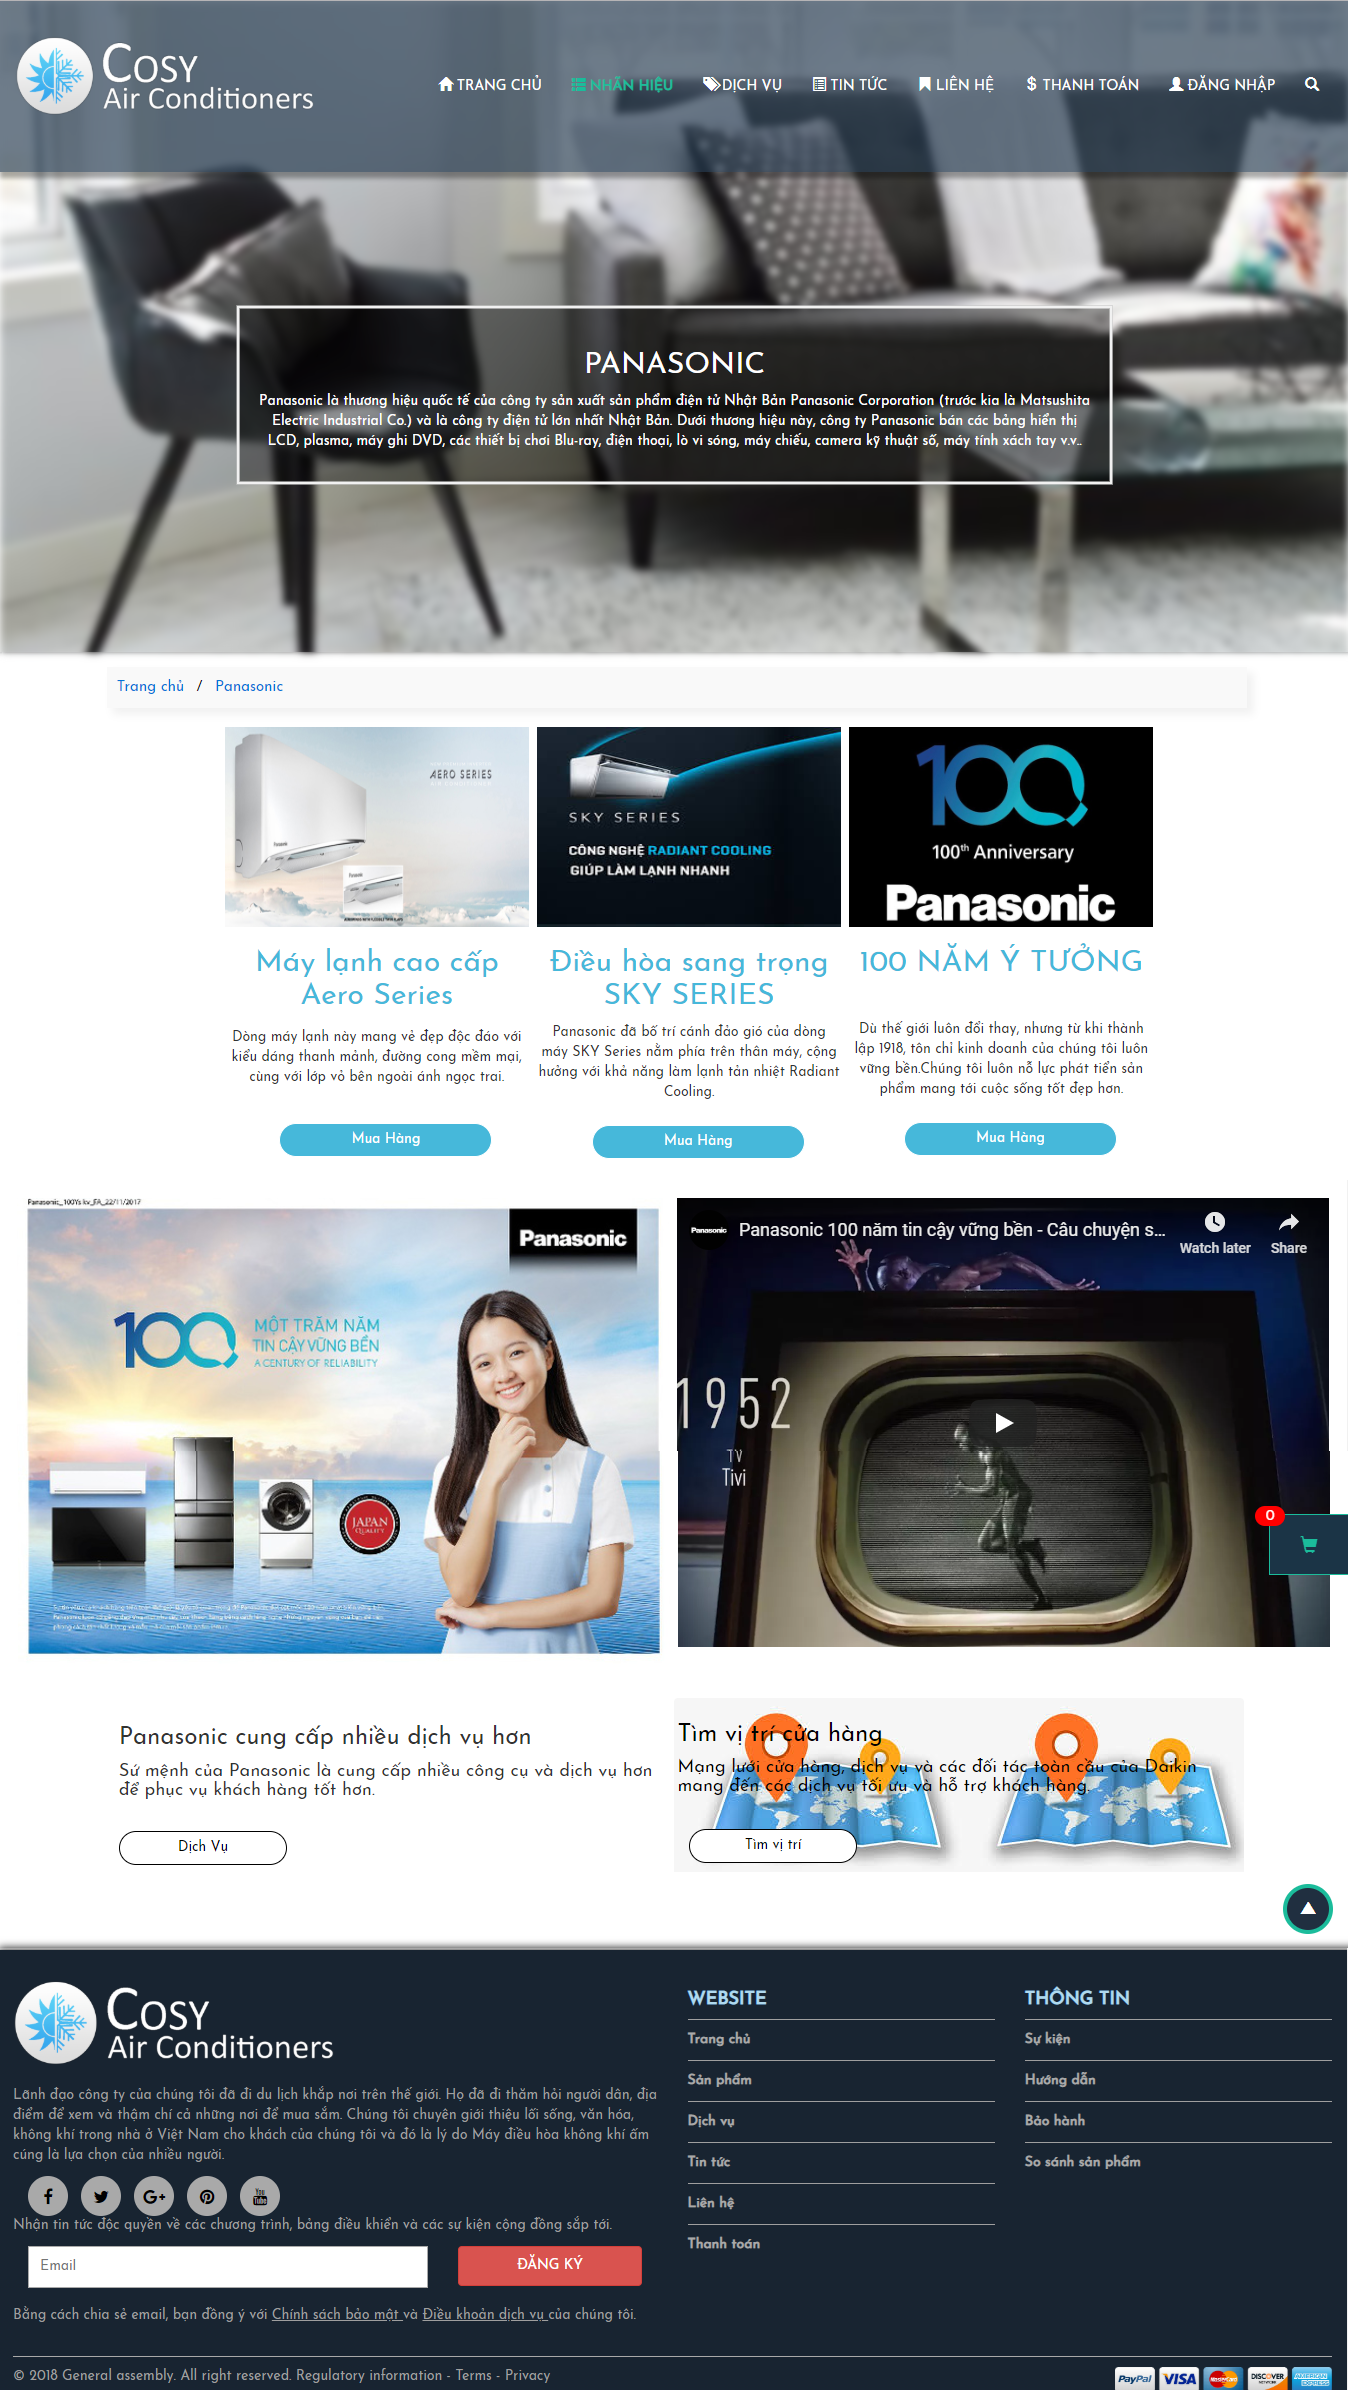 Cosy
Air Conditioners
TRANG CHỦ
NHÃN HIỆU
DỊCH VỤ
TIN TỨC
LIÊN HỆ
THANH TOÁN
ĐĂNG NHẬP
PANASONIC
Panasonic là thương hiệu quốc tế của công ty sản xuất sản phẩm điện tử Nhật Bản Panasonic Corporation (trước kia là Matsushita
Electric Industrial Co.) và là công ty điện tử lớn nhất Nhật Bản. Dưới thương hiệu này, công ty Panasonic bán các bảng hiển thị
LCD, plasma, máy ghi DVD, các thiết bị chơi Blu-ray, điện thoại, lò vi sóng, máy chiếu, camera kỹ thuật số, máy tính xách tay v.v..
Trang chủ / Panasonic
AERO SERIES
SKY SERIES
CÔNG NGHỆ RADIANT COOLING
GIÚP LÀM LẠNH NHANH
100
100th Anniversary
Panasonic
Máy lạnh cao cấp
Aero Series
Dòng máy lạnh này mang vẻ đẹp độc đáo với
kiểu dáng thanh mảnh, đường cong mềm mại,
cùng với lớp vỏ bên ngoài ánh ngọc trai.
Mua Hàng
Điều hòa sang trọng
SKY SERIES
Panasonic đã bố trí cánh đảo gió của dòng
máy SKY Series nằm phía trên thân máy, cộng
hưởng với khả năng làm lạnh tản nhiệt Radiant
Cooling.
Mua Hàng
100 NĂM Ý TƯỞNG
Dù thế giới luôn đổi thay, nhưng từ khi thành
lập 1918, tôn chỉ kinh doanh của chúng tôi luôn
vững bền.Chúng tôi luôn nỗ lực phát tiển sản
phẩm mang tới cuộc sống tốt đẹp hơn.
Mua Hàng
Panasonic_100Ys kv_FA_22/11/2017
Panasonic
100
MỘT TRĂM NĂM
TIN CẬY VỮNG BỀN
A CENTURY OF RELIABILITY
JAPAN
QUALITY
Panasonic
Panasonic 100 năm tin cậy vững bền - Câu chuyện s...
Watch later
Share
1952
TV
Tivi
0
Panasonic cung cấp nhiều dịch vụ hơn
Sứ mệnh của Panasonic là cung cấp nhiều công cụ và dịch vụ hơn
để phục vụ khách hàng tốt hơn.
Dịch Vụ
Tìm vị trí cửa hàng
Mạng lưới cửa hàng, dịch vụ và các đối tác toàn cầu của Daikin
mang đến các dịch vụ tối ưu và hỗ trợ khách hàng.
Tìm vị trí
Cosy
Air Conditioners
Lãnh đạo công ty của chúng tôi đã đi du lịch khắp nơi trên thế giới. Họ đã đi thăm hỏi người dân, địa
điểm để xem và thậm chí cả những nơi để mua sắm. Chúng tôi chuyên giới thiệu lối sống, văn hóa,
không khí trong nhà ở Việt Nam cho khách của chúng tôi và đó là lý do Máy điều hòa không khí ấm
cúng là lựa chọn của nhiều người.
You
Tube
Nhận tin tức độc quyền về các chương trình, bảng điều khiển và các sự kiện cộng đồng sắp tới.
Email
ĐĂNG KÝ
Bằng cách chia sẻ email, bạn đồng ý với Chính sách bảo mật và Điều khoản dịch vụ của chúng tôi.
WEBSITE
Trang chủ
Sản phẩm
Dịch vụ
Tin tức
Liên hệ
Thanh toán
THÔNG TIN
Sự kiện
Hướng dẫn
Bảo hành
So sánh sản phẩm
© 2018 General assembly. All right reserved. Regulatory information - Terms - Privacy
PayPal
VISA
MasterCard
DISCOVER
AMERICAN
EXPRESS